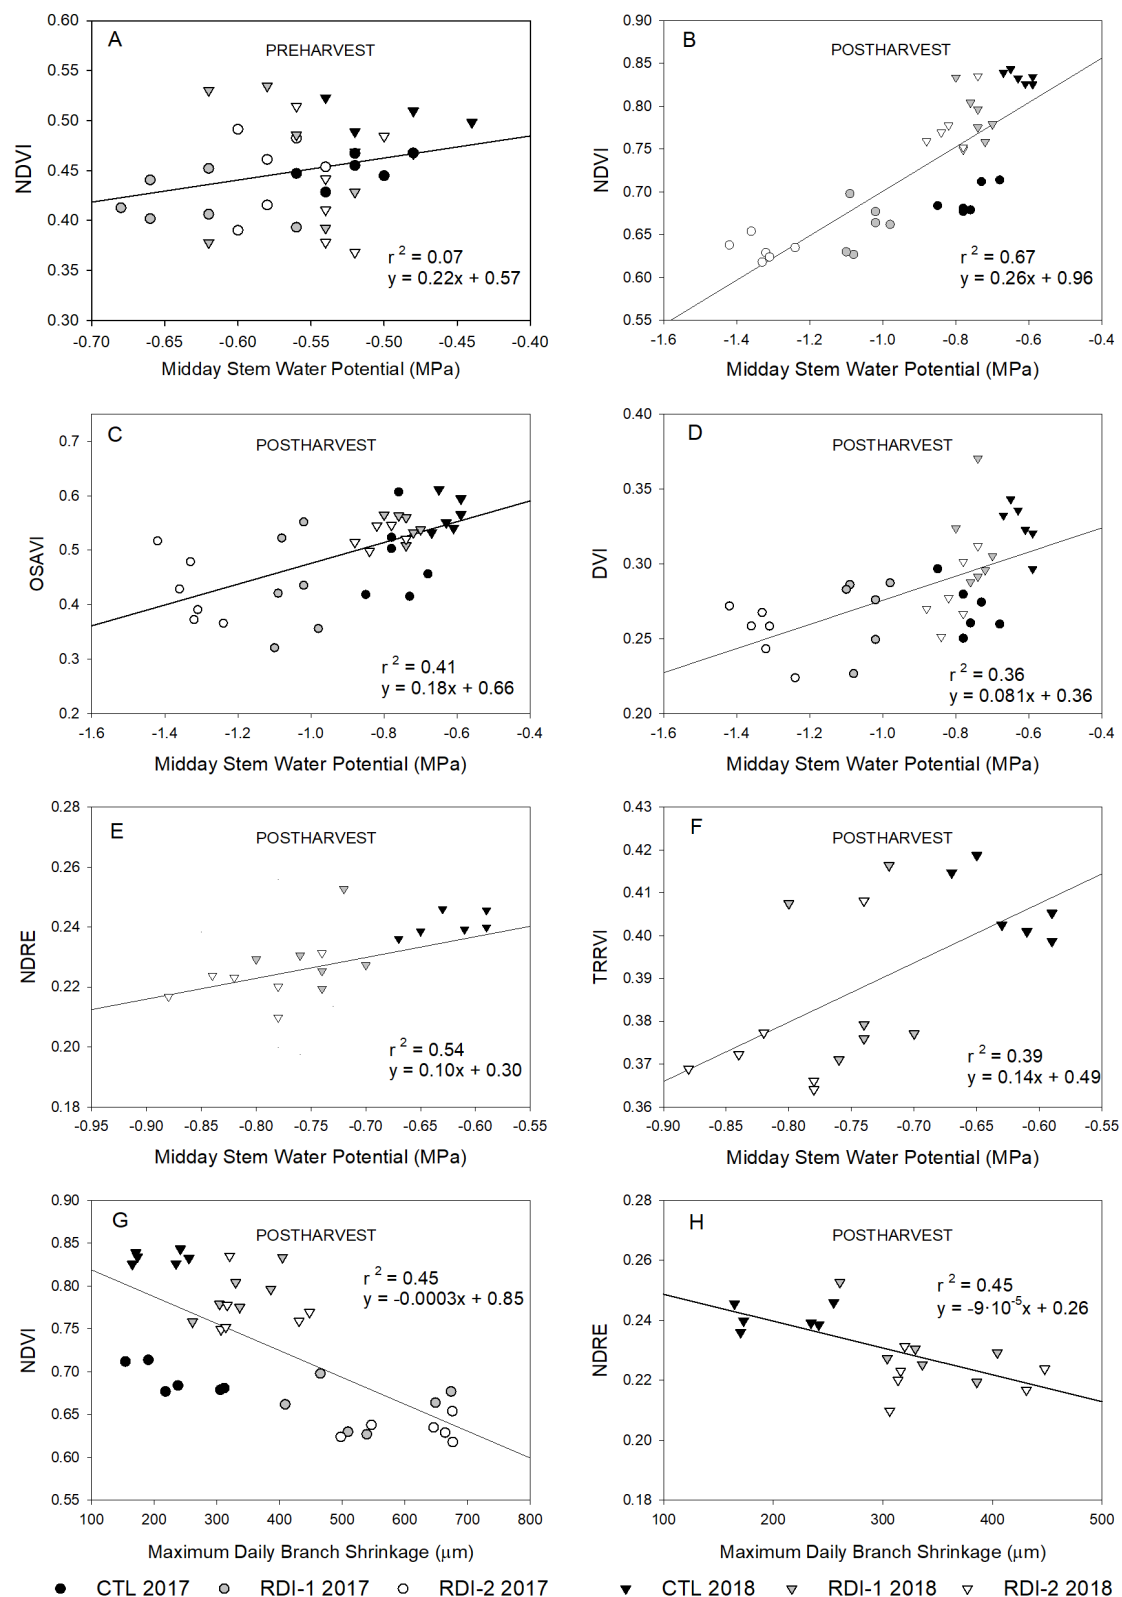 A
PREHARVEST
NDVI
0.60
0.55
0.50
0.45
0.40
0.35
0.30
r 2 = 0.07
y = 0.22x + 0.57
-0.70 -0.65 -0.60 -0.55 -0.50 -0.45 -0.40
Midday Stem Water Potential (MPa)
B
POSTHARVEST
NDVI
0.90
0.85
0.80
0.75
0.70
0.65
0.60
0.55
r 2 = 0.67
y = 0.26x + 0.96
-1.6 -1.4 -1.2 -1.0 -0.8 -0.6 -0.4
Midday Stem Water Potential (MPa)
C
POSTHARVEST
OSAVI
0.7
0.6
0.5
0.4
0.3
0.2
r 2 = 0.41
y = 0.18x + 0.66
-1.6 -1.4 -1.2 -1.0 -0.8 -0.6 -0.4
Midday Stem Water Potential (MPa)
D
POSTHARVEST
DVI
0.40
0.35
0.30
0.25
0.20
r 2 = 0.36
y = 0.081x + 0.36
-1.6 -1.4 -1.2 -1.0 -0.8 -0.6 -0.4
Midday Stem Water Potential (MPa)
E
POSTHARVEST
NDRE
0.28
0.26
0.24
0.22
0.20
0.18
r 2 = 0.54
y = 0.10x + 0.30
-0.95 -0.90 -0.85 -0.80 -0.75 -0.70 -0.65 -0.60 -0.55
Midday Stem Water Potential (MPa)
F
POSTHARVEST
TRRVI
0.43
0.42
0.41
0.40
0.39
0.38
0.37
0.36
r 2 = 0.39
y = 0.14x + 0.49
-0.90 -0.85 -0.80 -0.75 -0.70 -0.65 -0.60 -0.55
Midday Stem Water Potential (MPa)
G
POSTHARVEST
NDVI
0.90
0.85
0.80
0.75
0.70
0.65
0.60
0.55
r 2 = 0.45
y = -0.0003x + 0.85
100 200 300 400 500 600 700 800
Maximum Daily Branch Shrinkage (μm)
H
POSTHARVEST
NDRE
0.28
0.26
0.24
0.22
0.20
0.18
r 2 = 0.45
y = -9·10-5x + 0.26
100 200 300 400 500
Maximum Daily Branch Shrinkage (μm)
CTL 2017 RDI-1 2017 RDI-2 2017 CTL 2018 RDI-1 2018 RDI-2 2018